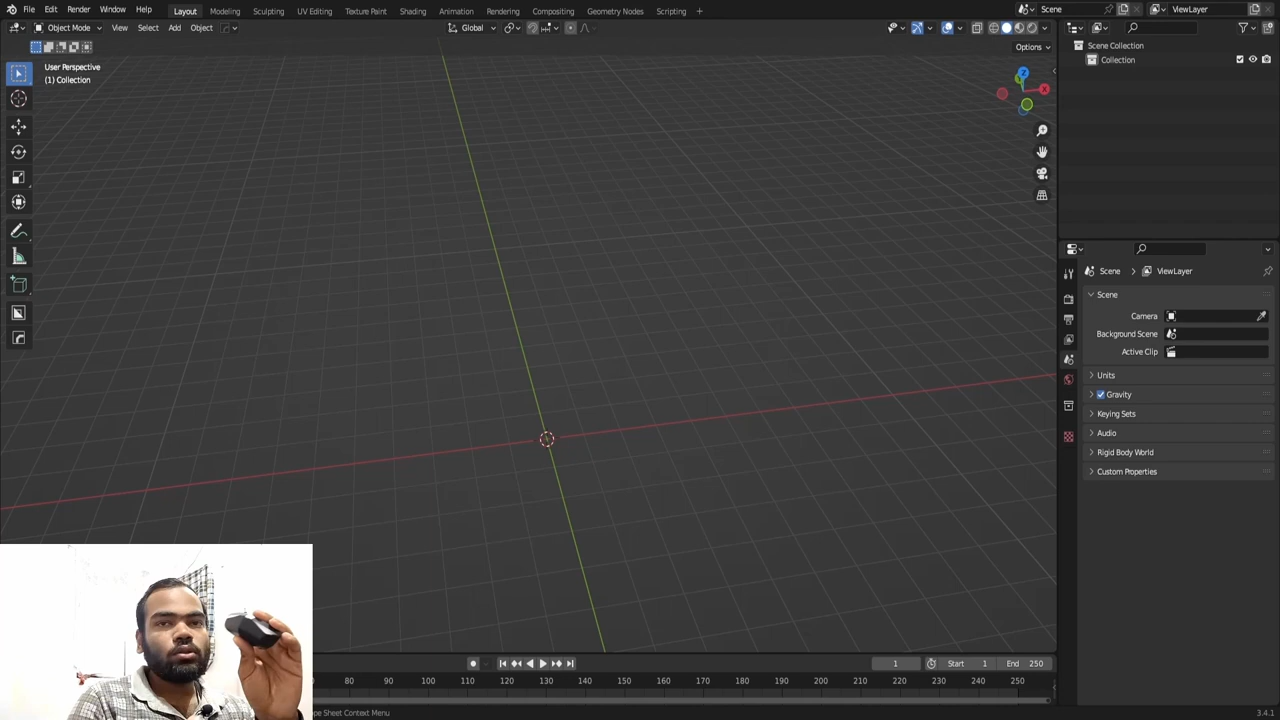 File Edit Render Window Help Layout Modeling Sculpting UV Editing Texture Paint Shading Animation Rendering Compositing Geometry Nodes Scripting + Scene ViewLayer
Object Mode View Select Add Object Global
Options
User Perspective
(1) Collection
Z
X
Scene Collection
Collection
Scene > ViewLayer
Scene
Camera
Background Scene
Active Clip
Units
Gravity
Keying Sets
Audio
Rigid Body World
Custom Properties
1 Start 1 End 250
80 90 100 110 120 130 140 150 160 170 180 190 200 210 220 230 240 250
ope Sheet Context Menu
3.4.1